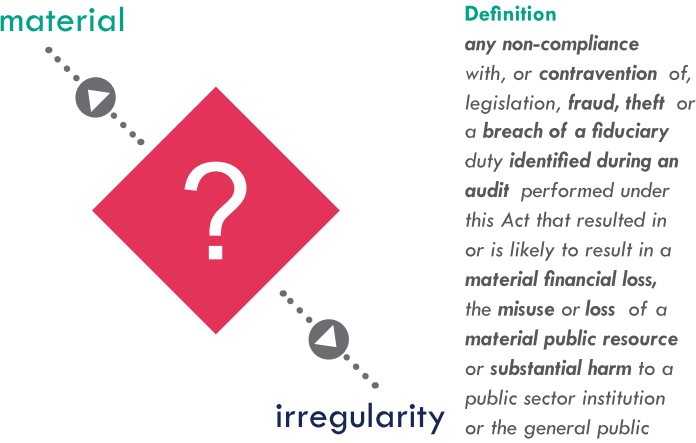 material
?
irregularity
Definition
any non-compliance
with, or contravention of,
legislation, fraud, theft or
a breach of a fiduciary
duty identified during an
audit performed under
this Act that resulted in
or is likely to result in a
material financial loss,
the misuse or loss of a
material public resource
or substantial harm to a
public sector institution
or the general public